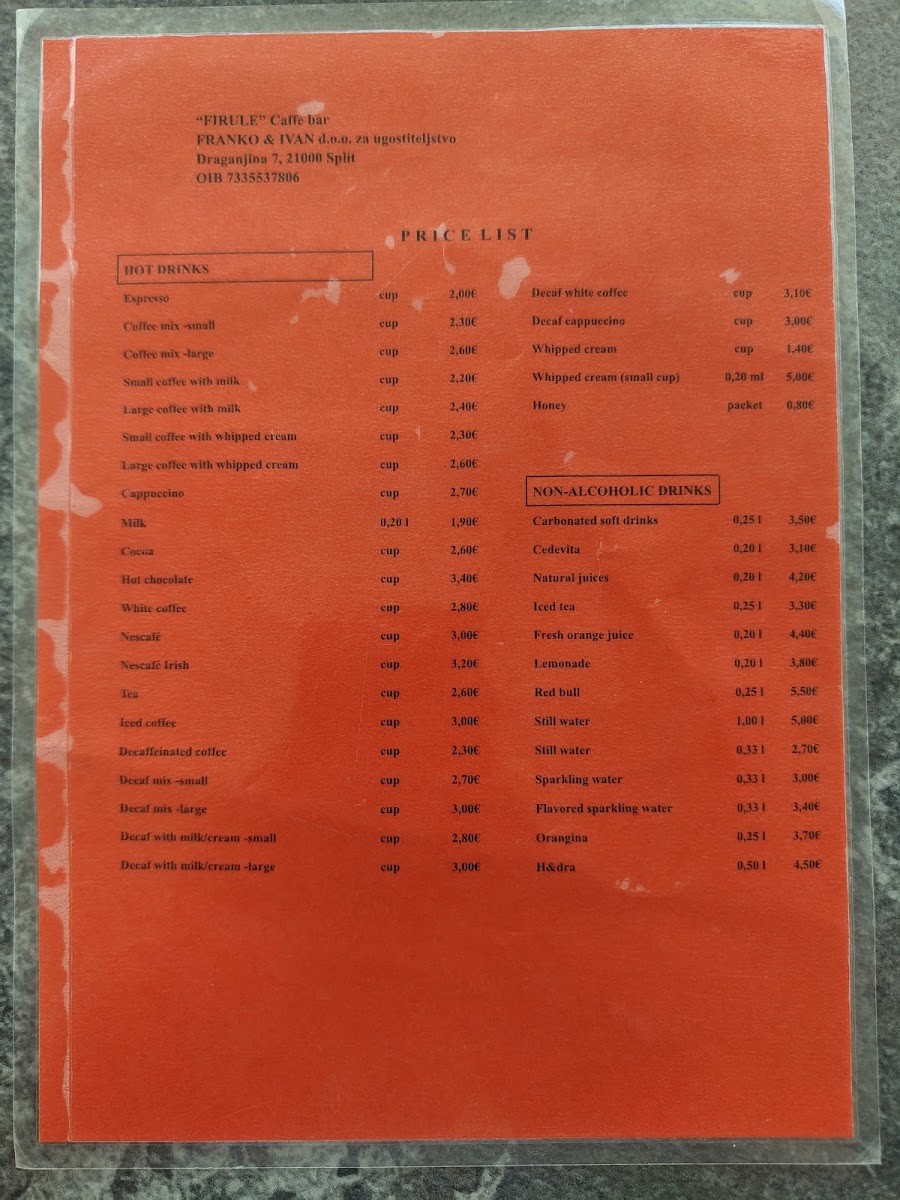 “FIRULE” Caffe bar
FRANKO & IVAN d.o.o. za ugostiteljstvo
Draganjina 7, 21000 Split
OIB 7335537806
PRICE LIST
HOT DRINKS
Espresso cup 2,00€
Coffee mix -small cup 2,30€
Coffee mix -large cup 2,60€
Small coffee with milk cup 2,20€
Large coffee with milk cup 2,40€
Small coffee with whipped cream cup 2,30€
Large coffee with whipped cream cup 2,60€
Cappuccino cup 2,70€
Milk 0,20 l 1,90€
Cocoa cup 2,60€
Hot chocolate cup 3,40€
White coffee cup 2,80€
Nescafé cup 3,00€
Nescafé Irish cup 3,20€
Tea cup 2,60€
Iced coffee cup 3,00€
Decaffeinated coffee cup 2,30€
Decaf mix -small cup 2,70€
Decaf mix -large cup 3,00€
Decaf with milk/cream -small cup 2,80€
Decaf with milk/cream -large cup 3,00€
Decaf white coffee cup 3,10€
Decaf cappuccino cup 3,00€
Whipped cream cup 1,40€
Whipped cream (small cup) 0,20 ml 5,00€
Honey packet 0,80€
NON-ALCOHOLIC DRINKS
Carbonated soft drinks 0,25 l 3,50€
Cedevita 0,20 l 3,10€
Natural juices 0,20 l 4,20€
Iced tea 0,25 l 3,30€
Fresh orange juice 0,20 l 4,40€
Lemonade 0,20 l 3,80€
Red bull 0,25 l 5,50€
Still water 1,00 l 5,00€
Still water 0,33 l 2,70€
Sparkling water 0,33 l 3,00€
Flavored sparkling water 0,33 l 3,40€
Orangina 0,25 l 3,70€
H&dra 0,50 l 4,50€